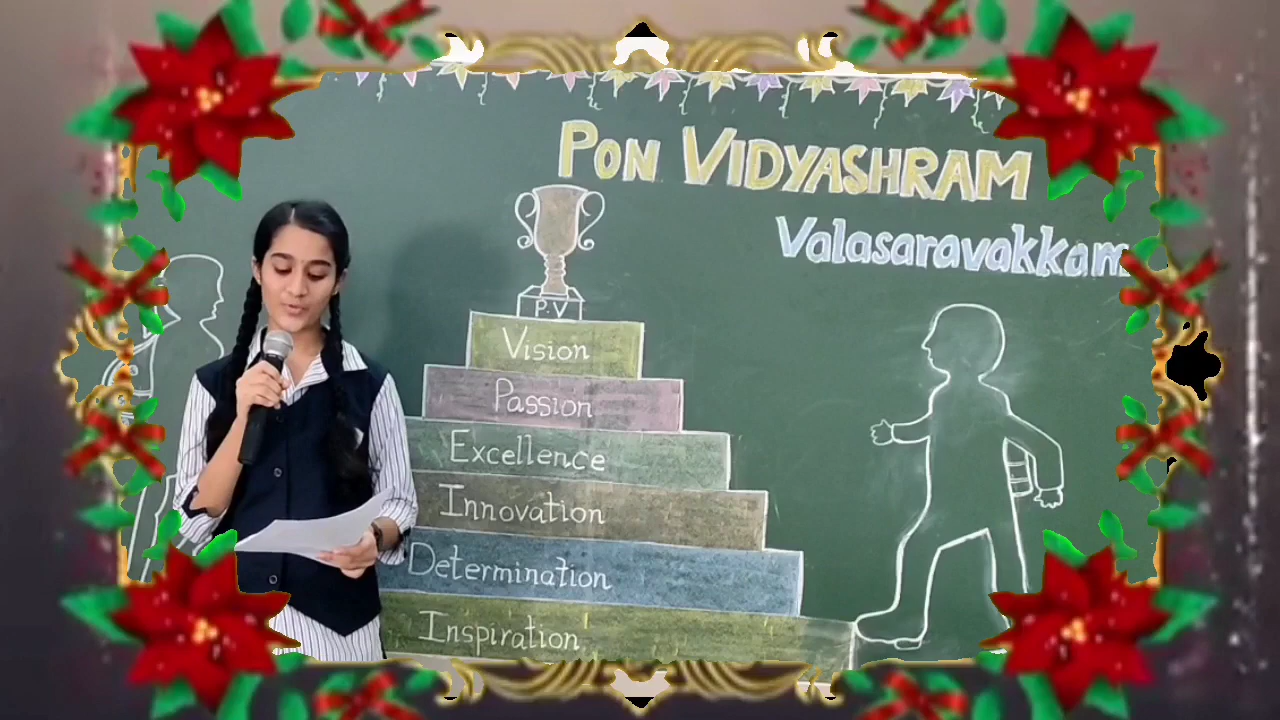 PON VIDYASHRAM
Valasaravakkam
P.V
Vision
Passion
Excellence
Innovation
Determination
Inspiration